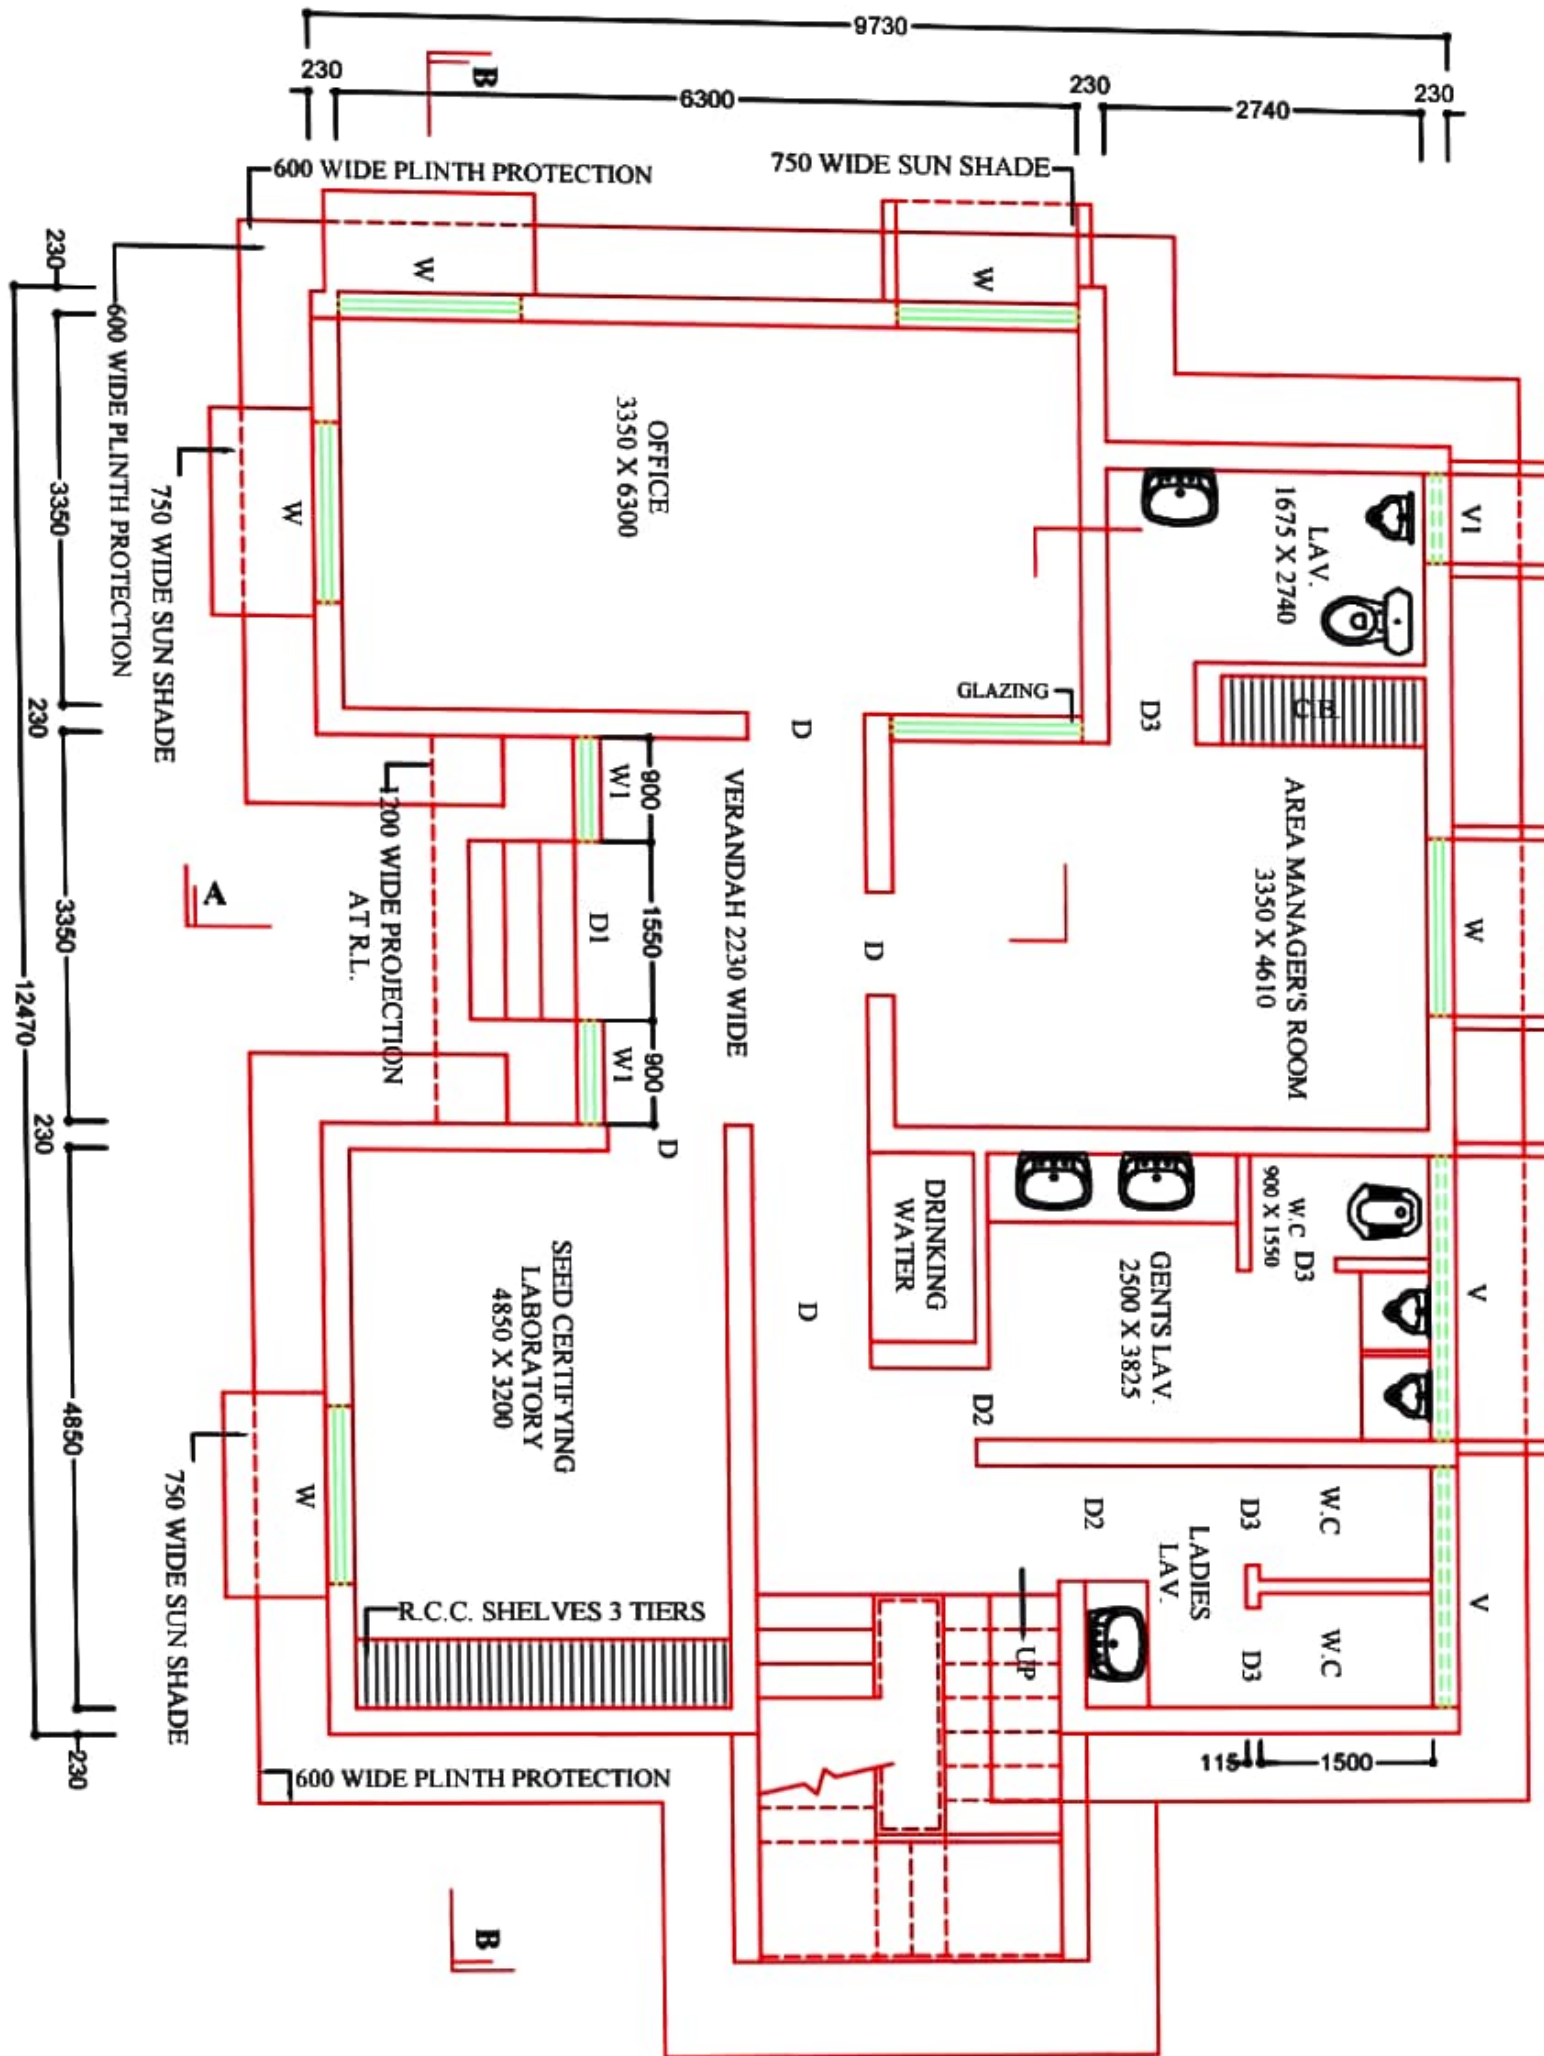 9730
230
6300
230
2740
230
B
600 WIDE PLINTH PROTECTION
750 WIDE SUN SHADE
W
W
230
3350
230
3350
230
4850
230
12470
600 WIDE PLINTH PROTECTION
750 WIDE SUN SHADE
W
OFFICE
3350 X 6300
LAV.
1675 X 2740
V1
GLAZING
D
D3
C.B.
W1
900
VERANDAH 2230 WIDE
AREA MANAGER'S ROOM
3350 X 4610
A
1200 WIDE PROJECTION
AT R.L.
D1
1550
D
W
W1
900
D
DRINKING
WATER
W.C
900 X 1550
D3
V
SEED CERTIFYING
LABORATORY
4850 X 3200
D
GENTS LAV.
2500 X 3825
D2
W
750 WIDE SUN SHADE
D2
LADIES
LAV.
D3
W.C
V
R.C.C. SHELVES 3 TIERS
UP
D3
W.C
115
1500
600 WIDE PLINTH PROTECTION
B